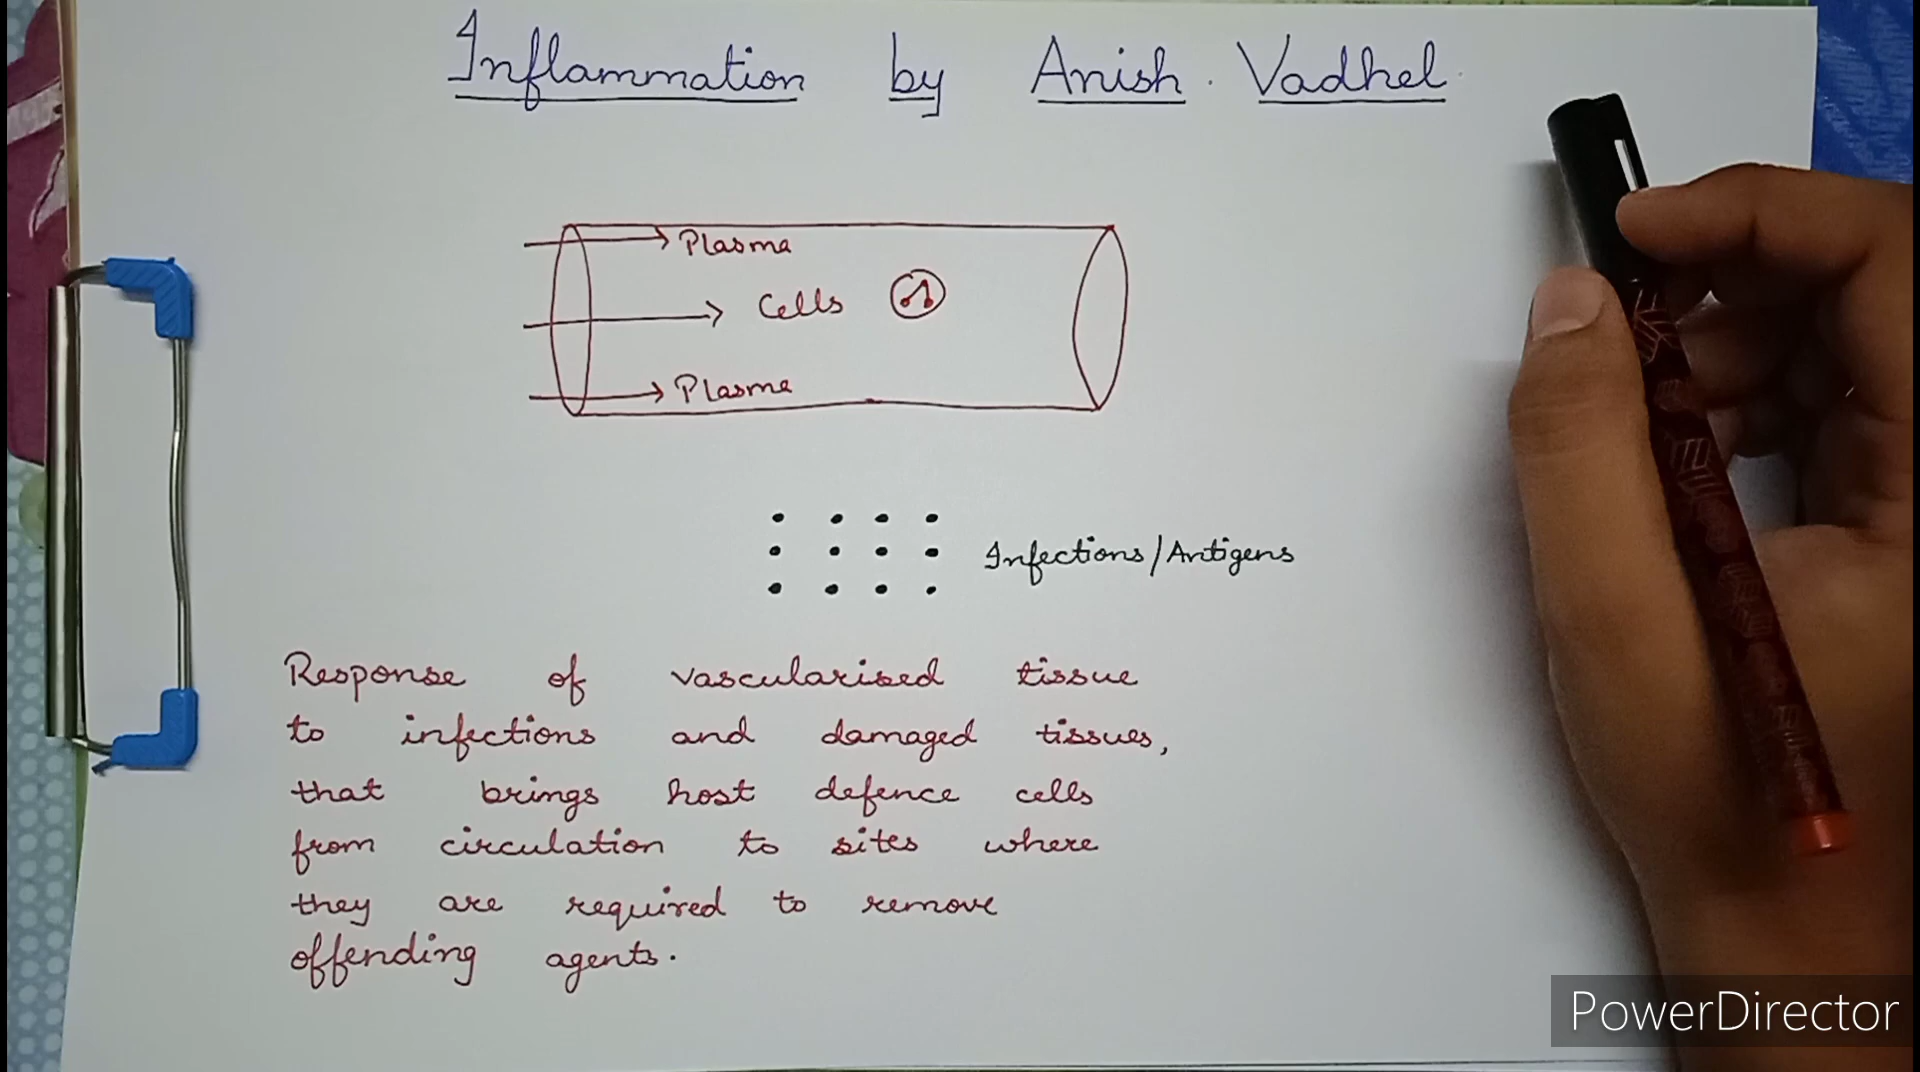 Inflammation by Anish. Vadhel.
Plasma
Cells
Plasma
Infections/Antigens
Response of vascularised tissue
to infections and damaged tissues,
that brings host defence cells
from circulation to sites where
they are required to remove
offending agents.
PowerDirector